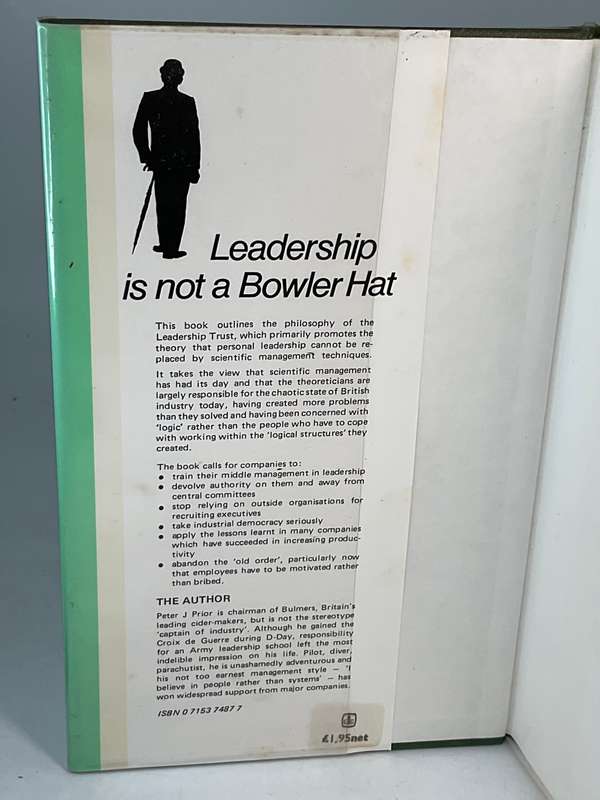 Leadership
is not a Bowler Hat
This book outlines the philosophy of the
Leadership Trust, which primarily promotes the
theory that personal leadership cannot be re-
placed by scientific management techniques.
It takes the view that scientific management
has had its day and that the theoreticians are
largely responsible for the chaotic state of British
industry today, having created more problems
than they solved and having been concerned with
'logic' rather than the people who have to cope
with working within the 'logical structures' they
created.
The book calls for companies to:
● train their middle management in leadership
● devolve authority on them and away from
central committees
● stop relying on outside organisations for
recruiting executives
● take industrial democracy seriously
● apply the lessons learnt in many companies
which have succeeded in increasing produc-
tivity
● abandon the 'old order', particularly now
that employees have to be motivated rather
than bribed.
THE AUTHOR
Peter J Prior is chairman of Bulmers, Britain's
leading cider-makers, but is not the stereotype
'captain of industry'. Although he gained the
Croix de Guerre during D-Day, responsibility
for an Army leadership school left the most
indelible impression on his life. Pilot, diver,
parachutist, he is unashamedly adventurous and
his not too earnest management style – 'I
believe in people rather than systems' – has
won widespread support from major companies.
ISBN 0 7153 7487 7
£1.95net